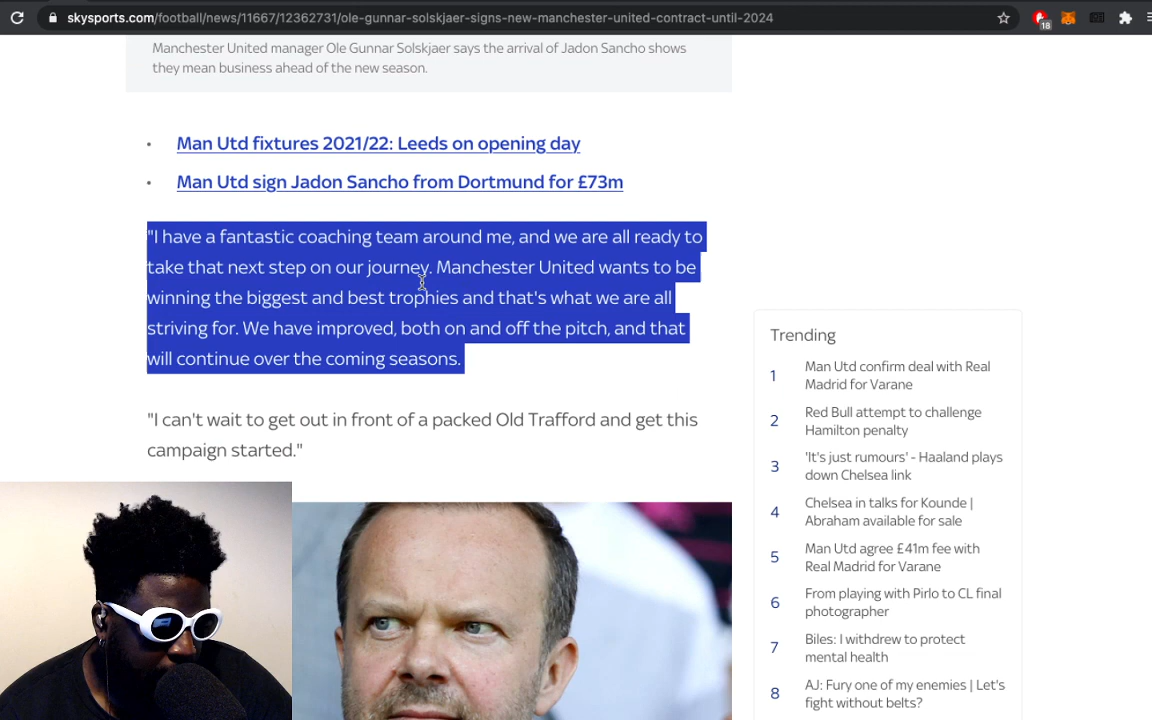 skysports.com/football/news/11667/12362731/ole-gunnar-solskjaer-signs-new-manchester-united-contract-until-2024
18
Manchester United manager Ole Gunnar Solskjaer says the arrival of Jadon Sancho shows
they mean business ahead of the new season.
• Man Utd fixtures 2021/22: Leeds on opening day
• Man Utd sign Jadon Sancho from Dortmund for £73m
"I have a fantastic coaching team around me, and we are all ready to
take that next step on our journey. Manchester United wants to be
winning the biggest and best trophies and that's what we are all
striving for. We have improved, both on and off the pitch, and that
will continue over the coming seasons.
"I can't wait to get out in front of a packed Old Trafford and get this
campaign started."
Trending
1 Man Utd confirm deal with Real
Madrid for Varane
2 Red Bull attempt to challenge
Hamilton penalty
3 'It's just rumours' - Haaland plays
down Chelsea link
4 Chelsea in talks for Kounde |
Abraham available for sale
5 Man Utd agree £41m fee with
Real Madrid for Varane
6 From playing with Pirlo to CL final
photographer
7 Biles: I withdrew to protect
mental health
8 AJ: Fury one of my enemies | Let's
fight without belts?